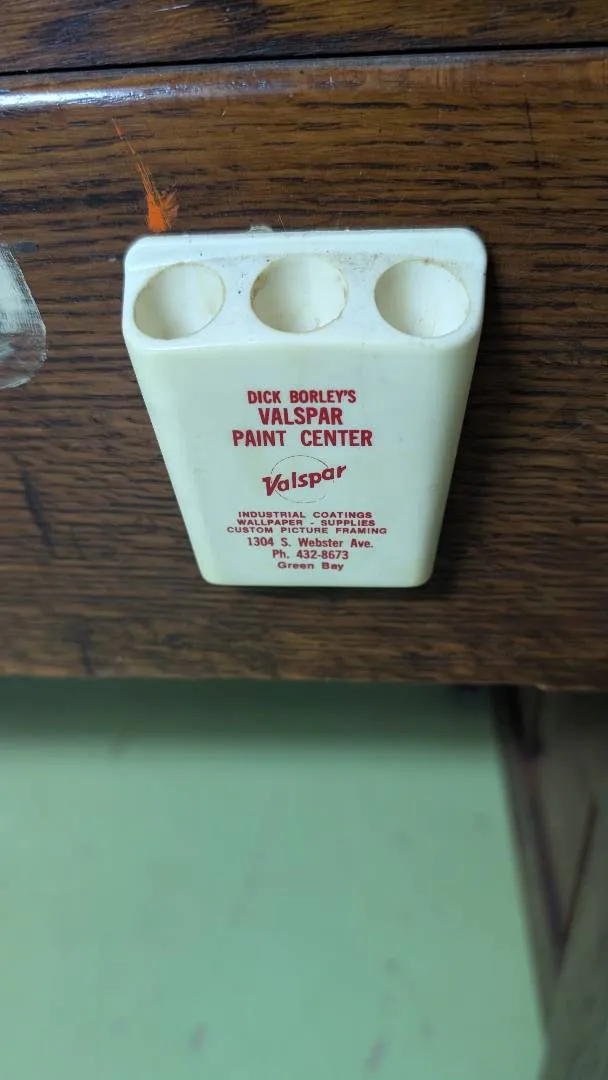 DICK BORLEY'S
VALSPAR
PAINT CENTER
Valspar
INDUSTRIAL COATINGS
WALLPAPER - SUPPLIES
CUSTOM PICTURE FRAMING
1304 S. Webster Ave.
Ph. 432-8673
Green Bay